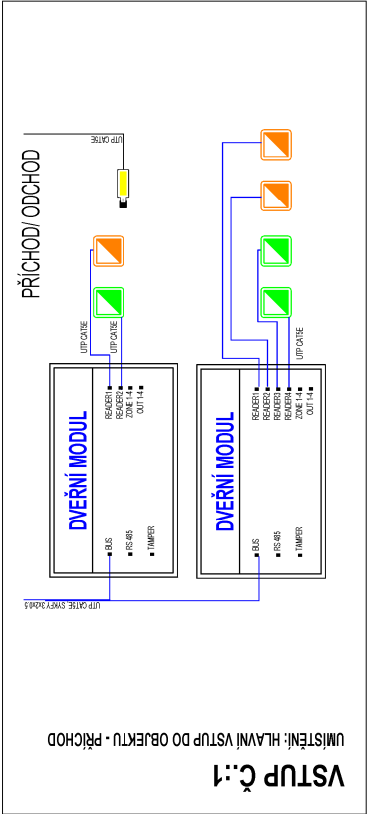 VSTUP Č.:1
UMÍSTĚNÍ: HLAVNÍ VSTUP DO OBJEKTU - PŘÍCHOD
PŘÍCHOD/ ODCHOD
UTP CAT5E
UTP CAT5E
UTP CAT5E
DVEŘNÍ MODUL
READER1
READER2
ZONE 1-4
OUT 1-4
BUS
RS 485
TAMPER
UTP CAT5E, SYKFY 3x2x0.5
UTP CAT5E
DVEŘNÍ MODUL
READER1
READER2
READER3
READER4
ZONE 1-4
OUT 1-4
BUS
RS 485
TAMPER